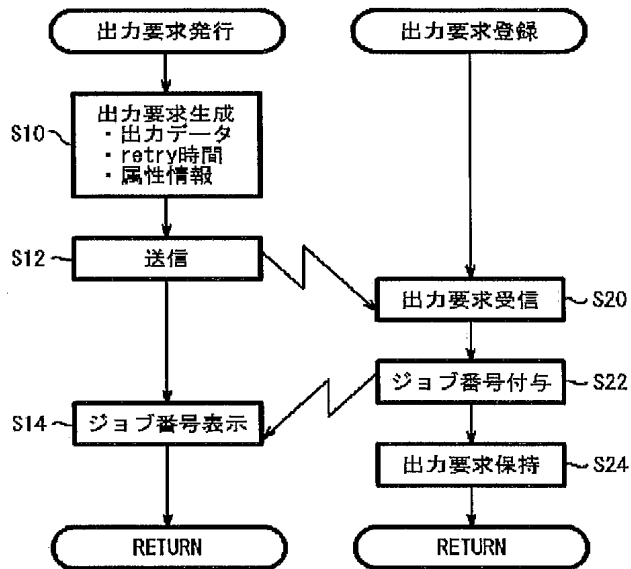 出力要求発行
出力要求生成
・出力データ
・retry時間
・属性情報
S10
送信
S12
ジョブ番号表示
S14
RETURN
出力要求登録
出力要求受信
S20
ジョブ番号付与
S22
出力要求保持
S24
RETURN